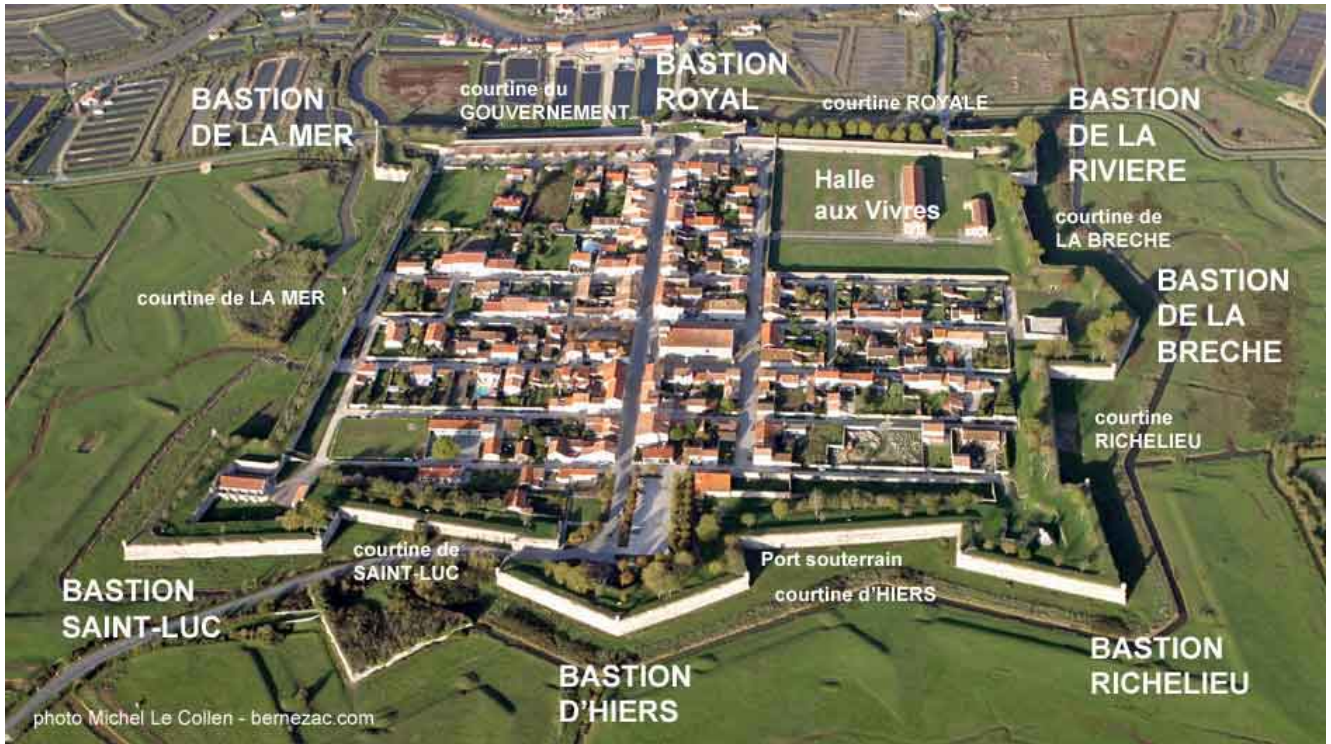 BASTION
DE LA MER
courtine du
GOUVERNEMENT
BASTION
ROYAL
courtine ROYALE
BASTION
DE LA
RIVIERE
Halle
aux Vivres
courtine de
LA BRECHE
courtine de LA MER
BASTION
DE LA
BRECHE
courtine
RICHELIEU
courtine de
SAINT-LUC
Port souterrain
courtine d'HIERS
BASTION
SAINT-LUC
BASTION
D'HIERS
BASTION
RICHELIEU
photo Michel Le Collen - bernezac.com